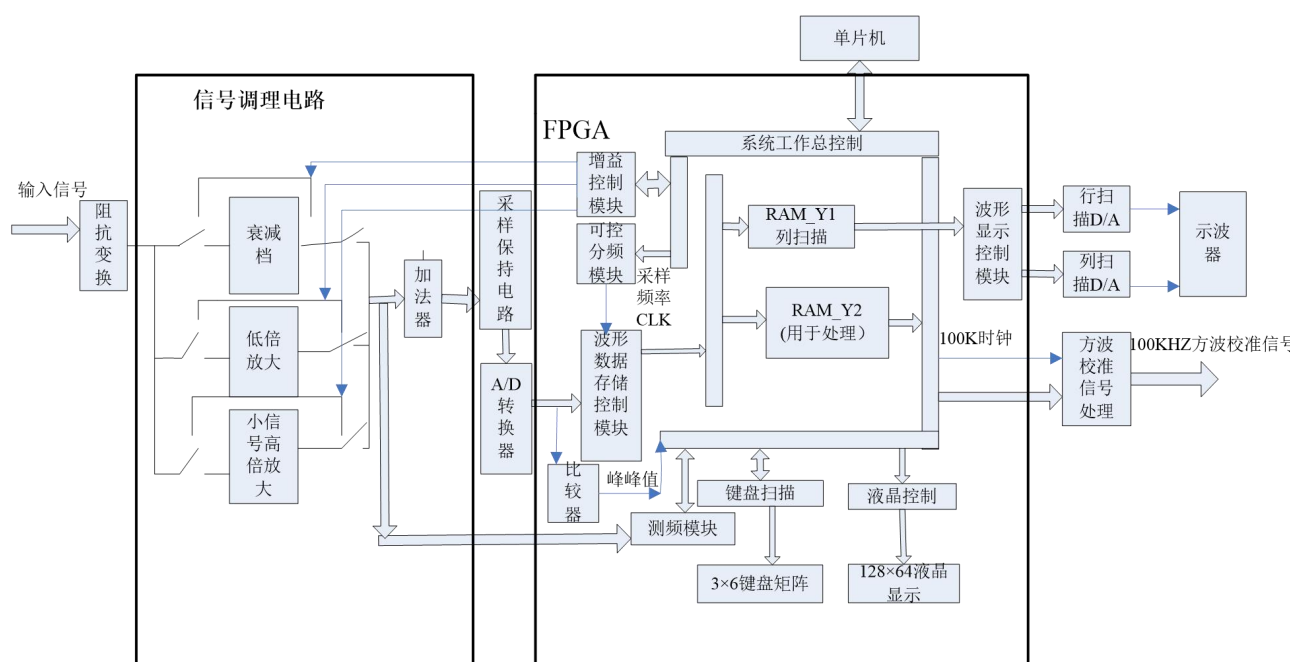 单片机
信号调理电路
FPGA
系统工作总控制
输入信号
阻
抗
变
换
衰减
档
低倍
放大
小信
号高
倍放
大
加
法
器
采
样
保
持
电
路
A/D
转
换
器
增益
控制
模块
可控
分频
模块
采样
频率
CLK
波形
数据
存储
控制
模块
比
较
器
峰峰值
RAM_Y1
列扫描
RAM_Y2
(用于处理）
测频模块
键盘扫描
3×6键盘矩阵
液晶控制
128×64液晶
显示
波形
显示
控制
模块
行扫
描D/A
列扫
描D/A
示波
器
100K时钟
方波
校准
信号
处理
100KHZ方波校准信号